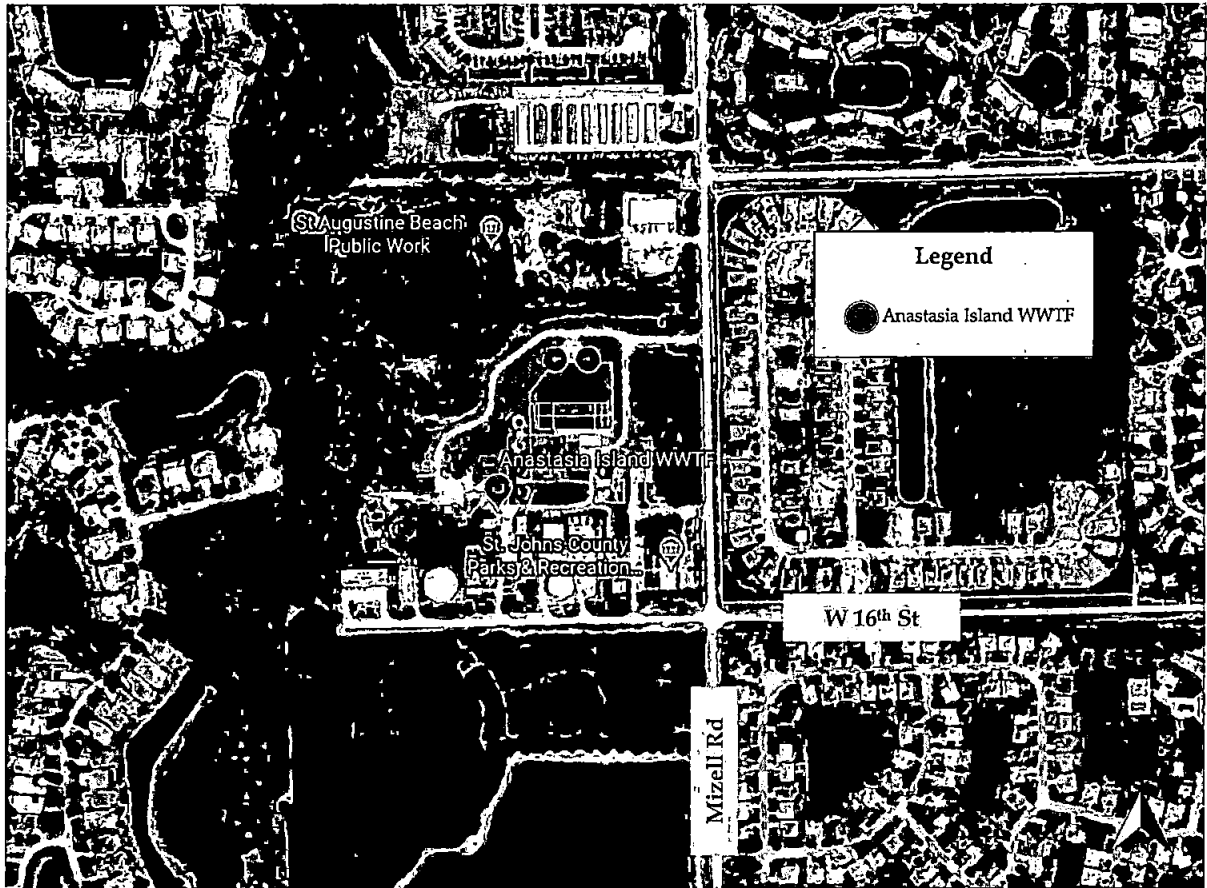 St Augustine Beach
Public Work
Legend
Anastasia Island WWTF
Anastasia Island WWTF
St. Johns County
Parks & Recreation...
W 16th St
Mizell Rd